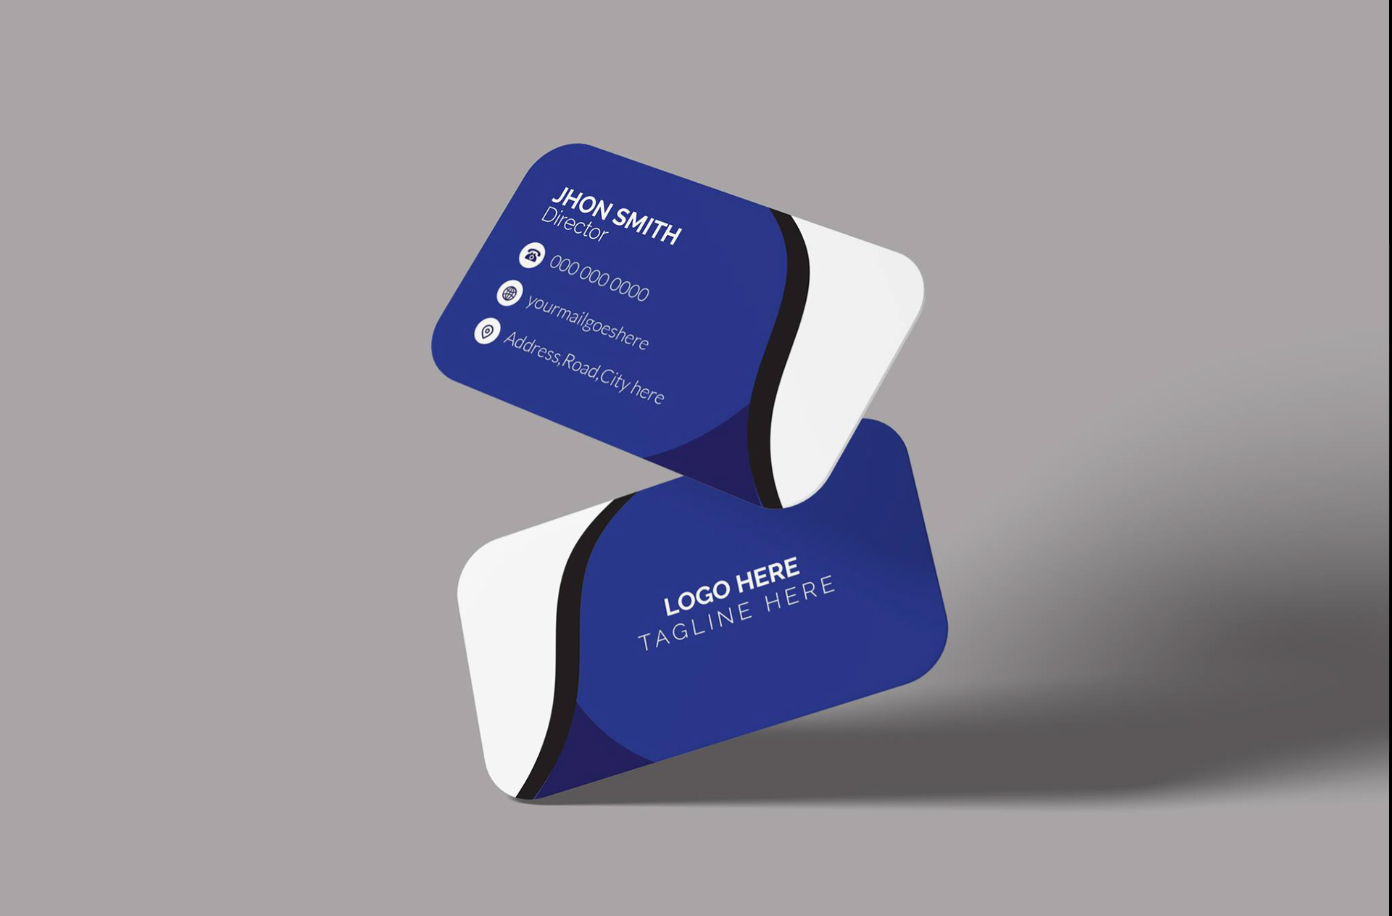 JHON SMITH
Director
000 000 0000
yourmailgoeshere
Address,Road,City here
LOGO HERE
TAGLINE HERE